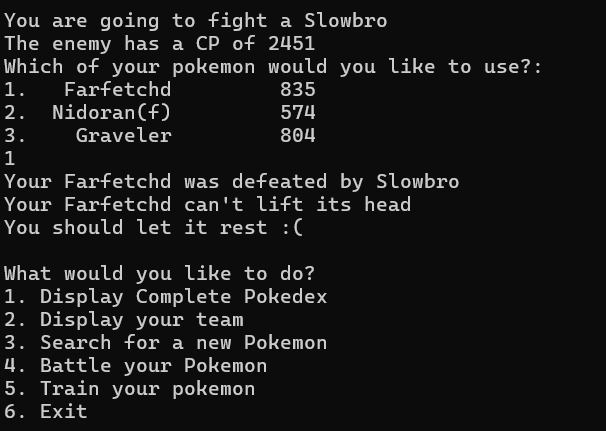 You are going to fight a Slowbro
The enemy has a CP of 2451
Which of your pokemon would you like to use?:
1.   Farfetchd         835
2.  Nidoran(f)         574
3.    Graveler         804
1
Your Farfetchd was defeated by Slowbro
Your Farfetchd can't lift its head
You should let it rest :(
What would you like to do?
1. Display Complete Pokedex
2. Display your team
3. Search for a new Pokemon
4. Battle your Pokemon
5. Train your pokemon
6. Exit